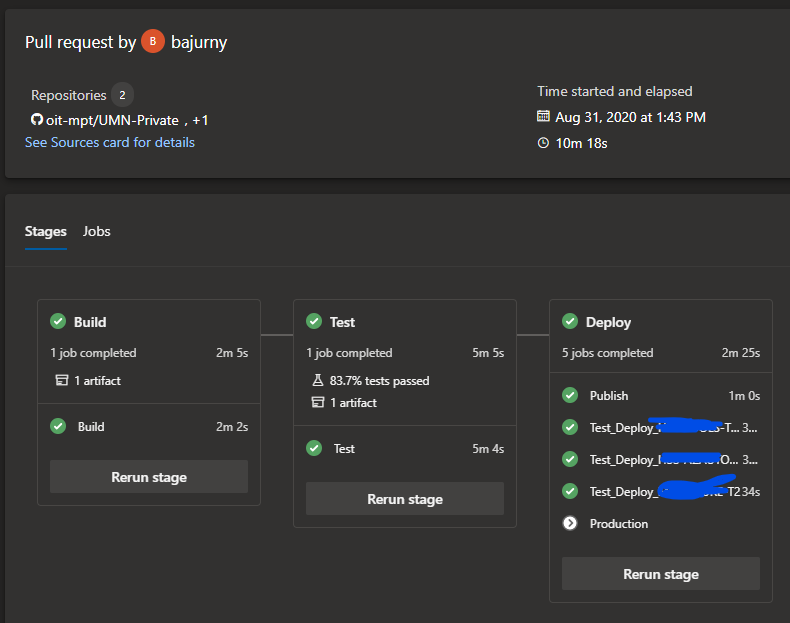 Pull request by B bajurny
Repositories 2
oit-mpt/UMN-Private , +1
See Sources card for details
Time started and elapsed
Aug 31, 2020 at 1:43 PM
10m 18s
Stages Jobs
Build
1 job completed 2m 5s
1 artifact
Build 2m 2s
Rerun stage
Test
1 job completed 5m 5s
83.7% tests passed
1 artifact
Test 5m 4s
Rerun stage
Deploy
5 jobs completed 2m 25s
Publish 1m 0s
Test_Deploy_ -T... 3...
Test_Deploy_ O... 3...
Test_Deploy_ -T2 34s
Production
Rerun stage